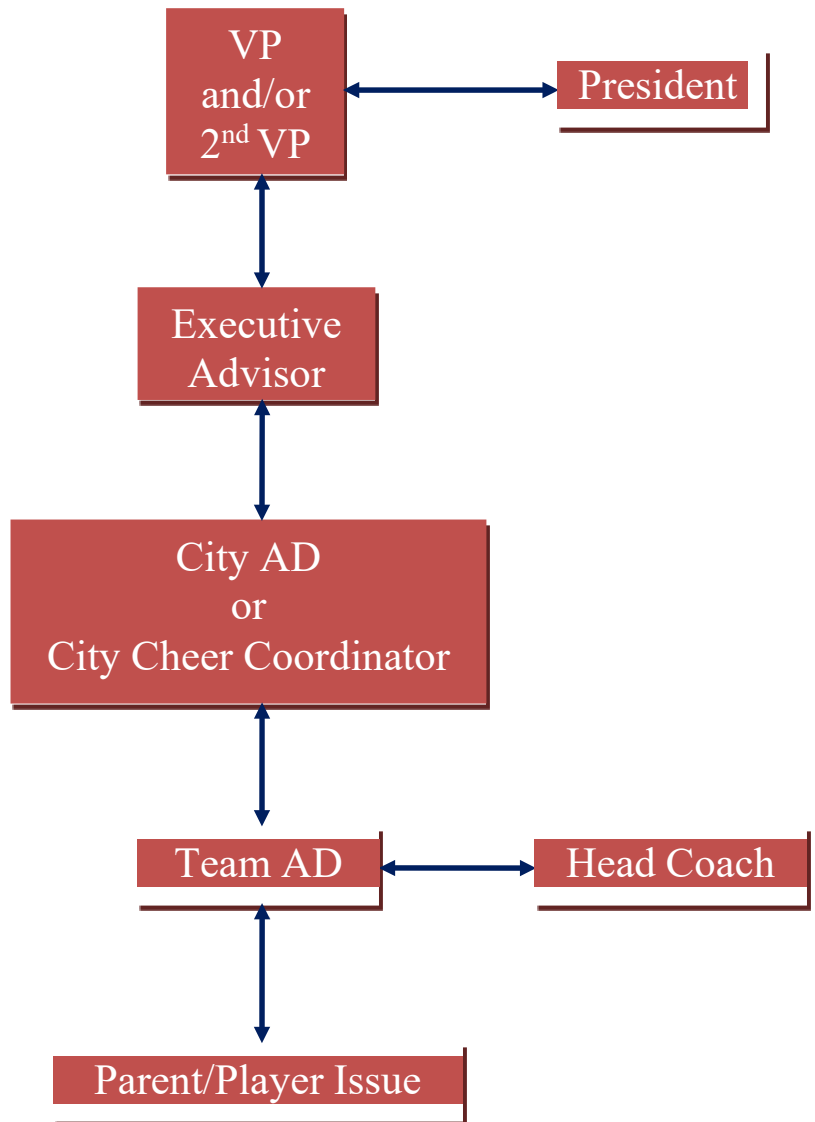 VP
and/or
2nd VP
President
Executive
Advisor
City AD
or
City Cheer Coordinator
Team AD
Head Coach
Parent/Player Issue